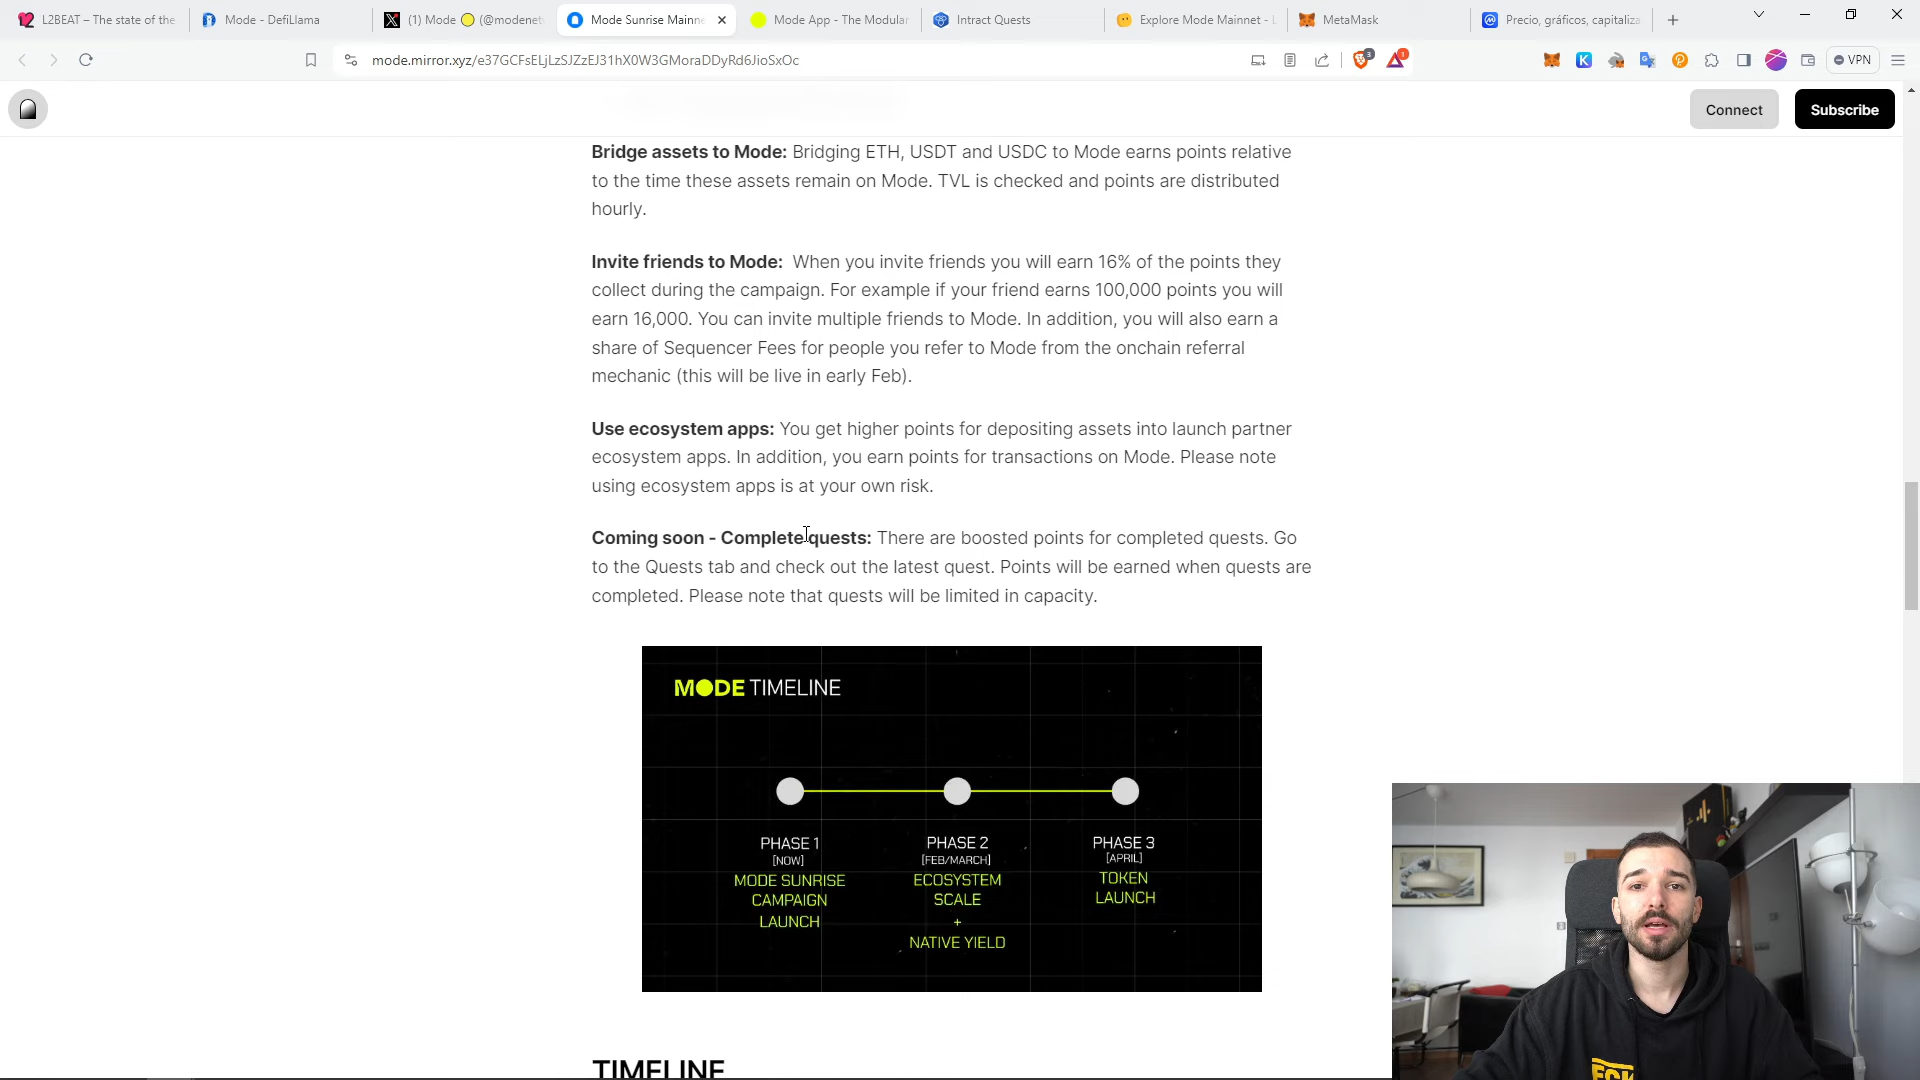 L2BEAT – The state of the
Mode - DefiLlama
(1) Mode (@modenet
Mode Sunrise Mainne
Mode App - The Modular
Intract Quests
Explore Mode Mainnet - L
MetaMask
Precio, gráficos, capitaliza
mode.mirror.xyz/e37GCFsELjLzSJZzEJ31hX0W3GMoraDDyRd6JioSxOc
3
1
VPN
Connect
Subscribe
Bridge assets to Mode: Bridging ETH, USDT and USDC to Mode earns points relative
to the time these assets remain on Mode. TVL is checked and points are distributed
hourly.
Invite friends to Mode: When you invite friends you will earn 16% of the points they
collect during the campaign. For example if your friend earns 100,000 points you will
earn 16,000. You can invite multiple friends to Mode. In addition, you will also earn a
share of Sequencer Fees for people you refer to Mode from the onchain referral
mechanic (this will be live in early Feb).
Use ecosystem apps: You get higher points for depositing assets into launch partner
ecosystem apps. In addition, you earn points for transactions on Mode. Please note
using ecosystem apps is at your own risk.
Coming soon - Complete quests: There are boosted points for completed quests. Go
to the Quests tab and check out the latest quest. Points will be earned when quests are
completed. Please note that quests will be limited in capacity.
MODE TIMELINE
PHASE 1
[NOW]
MODE SUNRISE
CAMPAIGN
LAUNCH
PHASE 2
[FEB/MARCH]
ECOSYSTEM
SCALE
+
NATIVE YIELD
PHASE 3
[APRIL]
TOKEN
LAUNCH
TIMELINE